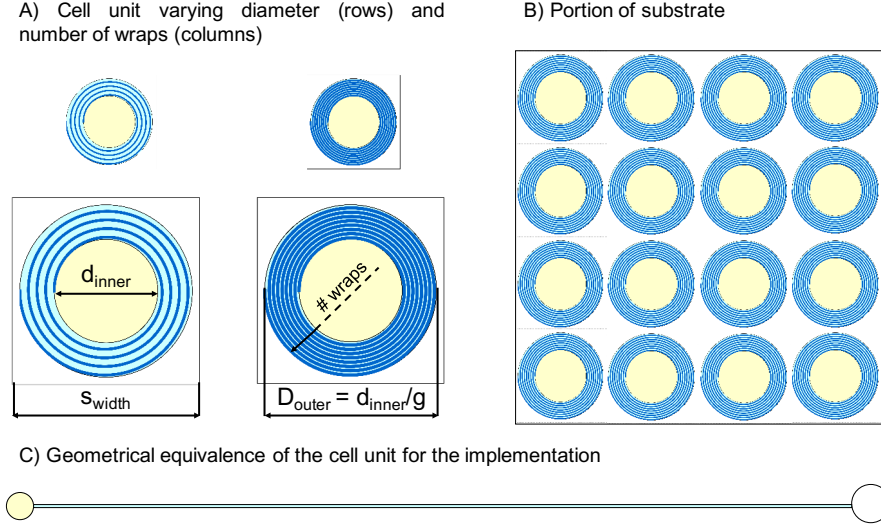 A) Cell unit varying diameter (rows) and
number of wraps (columns)
B) Portion of substrate
d_inner
# wraps
s_width
D_outer = d_inner/g
C) Geometrical equivalence of the cell unit for the implementation